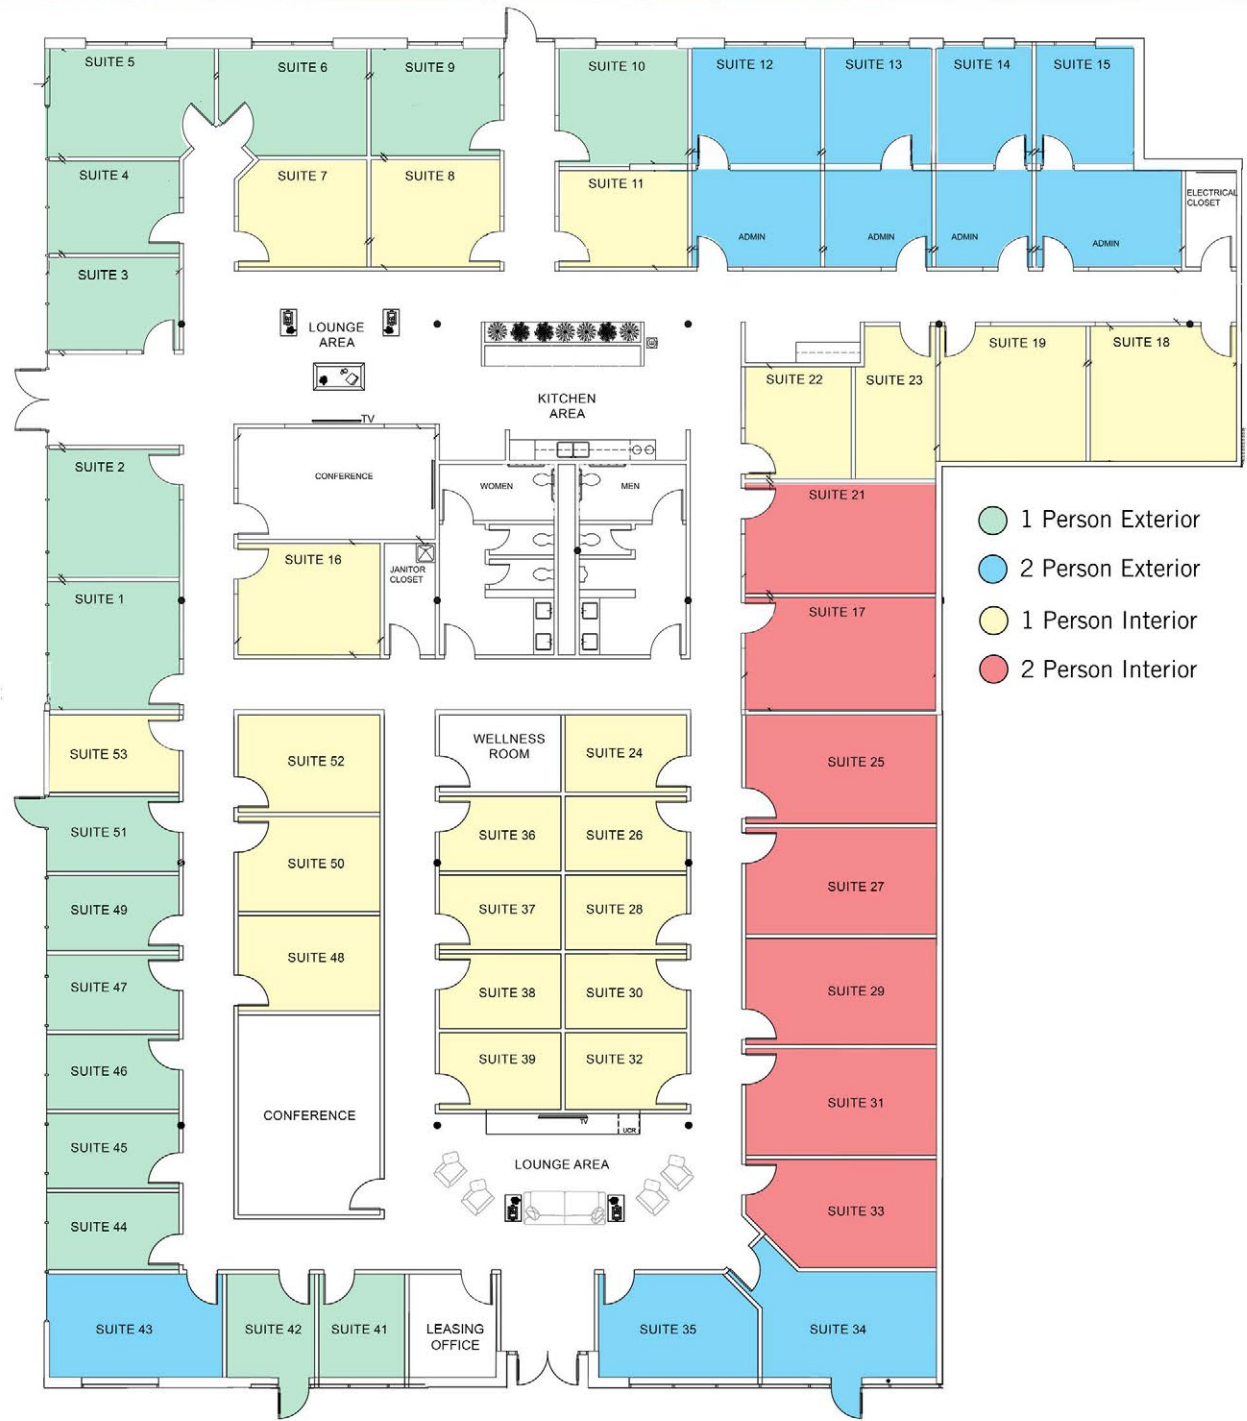 SUITE 5
SUITE 6
SUITE 9
SUITE 10
SUITE 12
SUITE 13
SUITE 14
SUITE 15
SUITE 4
SUITE 7
SUITE 8
SUITE 11
ELECTRICAL
CLOSET
ADMIN
ADMIN
ADMIN
ADMIN
SUITE 3
LOUNGE
AREA
TV
KITCHEN
AREA
SUITE 22
SUITE 23
SUITE 19
SUITE 18
SUITE 2
CONFERENCE
WOMEN
MEN
SUITE 21
1 Person Exterior
2 Person Exterior
1 Person Interior
2 Person Interior
SUITE 16
JANITOR
CLOSET
SUITE 1
SUITE 17
SUITE 53
SUITE 52
WELLNESS
ROOM
SUITE 24
SUITE 25
SUITE 51
SUITE 50
SUITE 36
SUITE 26
SUITE 27
SUITE 49
SUITE 37
SUITE 28
SUITE 47
SUITE 48
SUITE 38
SUITE 30
SUITE 29
SUITE 46
SUITE 39
SUITE 32
SUITE 31
CONFERENCE
TV
UCR
SUITE 45
LOUNGE AREA
SUITE 44
SUITE 33
SUITE 43
SUITE 42
SUITE 41
LEASING
OFFICE
SUITE 35
SUITE 34